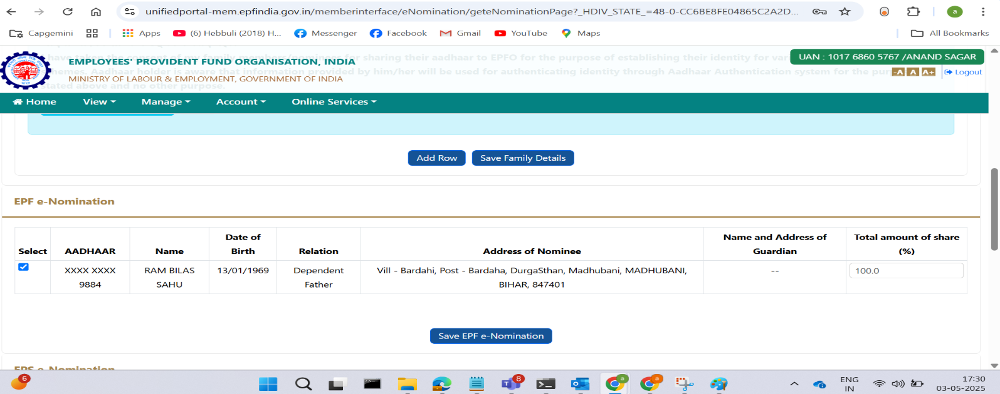 unifiedportal-mem.epfindia.gov.in/memberinterface/eNomination/geteNominationPage?_HDIV_STATE_=48-0-CC6BE8FE04865C2A2D...
a
Capgemini
Apps
(6) Hebbuli (2018) H...
Messenger
Facebook
Gmail
YouTube
Maps
All Bookmarks
EMPLOYEES' PROVIDENT FUND ORGANISATION, INDIA
for sharing their aadhaar to EPFO for the
of establishing their identity for
UAN : 1017 6860 5767 /ANAND SAGAR
hemes. Aadhaar holder is aware that information provided by him/her will be used for authenticating identity through Aadhaar Authentication system for the pur
-A A A+
Logout
MINISTRY OF LABOUR & EMPLOYMENT, GOVERNMENT OF INDIA
stated above and no other purpose.
Home View Manage Account Online Services
Add Row Save Family Details
EPF e-Nomination
Select AADHAAR Name Date of Birth Relation Address of Nominee Name and Address of Guardian Total amount of share (%)
XXXX XXXX 9884 RAM BILAS SAHU 13/01/1969 Dependent Father Vill - Bardahi, Post - Bardaha, DurgaSthan, Madhubani, MADHUBANI, BIHAR, 847401 -- 100.0
Save EPF e-Nomination
EPS e-Nomination
6
8
a
a
ENG
IN
17:30
03-05-2025